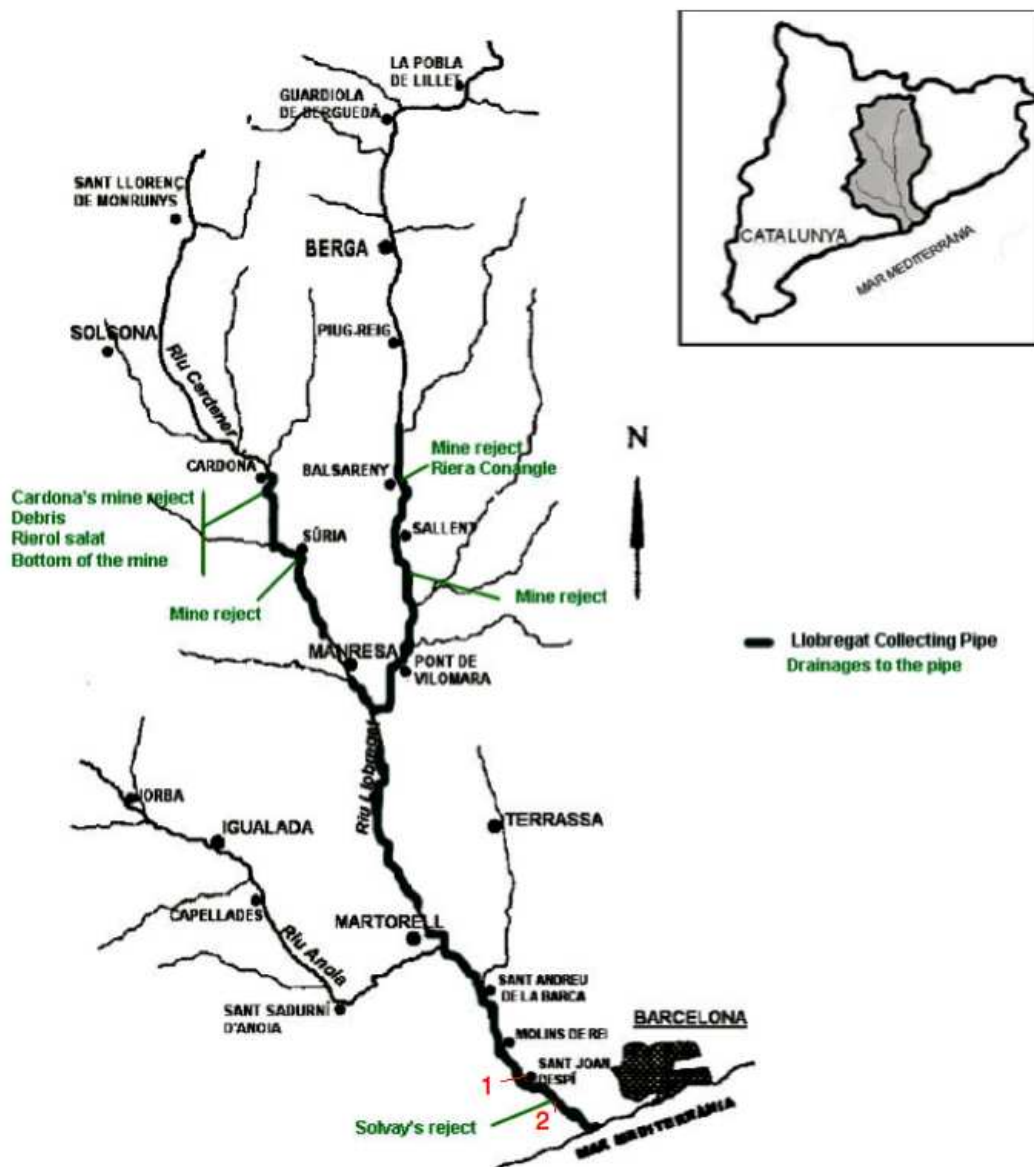 LA POBLA
DE LILLET
GUARDIOLA
DE BERGUEDÀ
SANT LLORENÇ
DE MONRUNYS
BERGA
SOLSONA
PIUG-REIG
Riu Cardener
CATALUNYA
MAR MEDITERRÀNIA
N
Mine reject
Riera Conangle
CARDONA
BALSARENY
Cardona's mine reject
Debris
Rierol salat
Bottom of the mine
SÚRIA
SALLENT
Mine reject
Mine reject
MANRESA
PONT DE
VILOMARA
Llobregat Collecting Pipe
Drainages to the pipe
Riu Llobregat
JORBA
IGUALADA
TERRASSA
CAPELLADES
MARTORELL
Riu Anoia
SANT SADURNÍ
D'ANOIA
SANT ANDREU
DE LA BARCA
BARCELONA
MOLINS DE REI
SANT JOAN
DESPÍ
1
2
Solvay's reject
MAR MEDITERRÀNIA